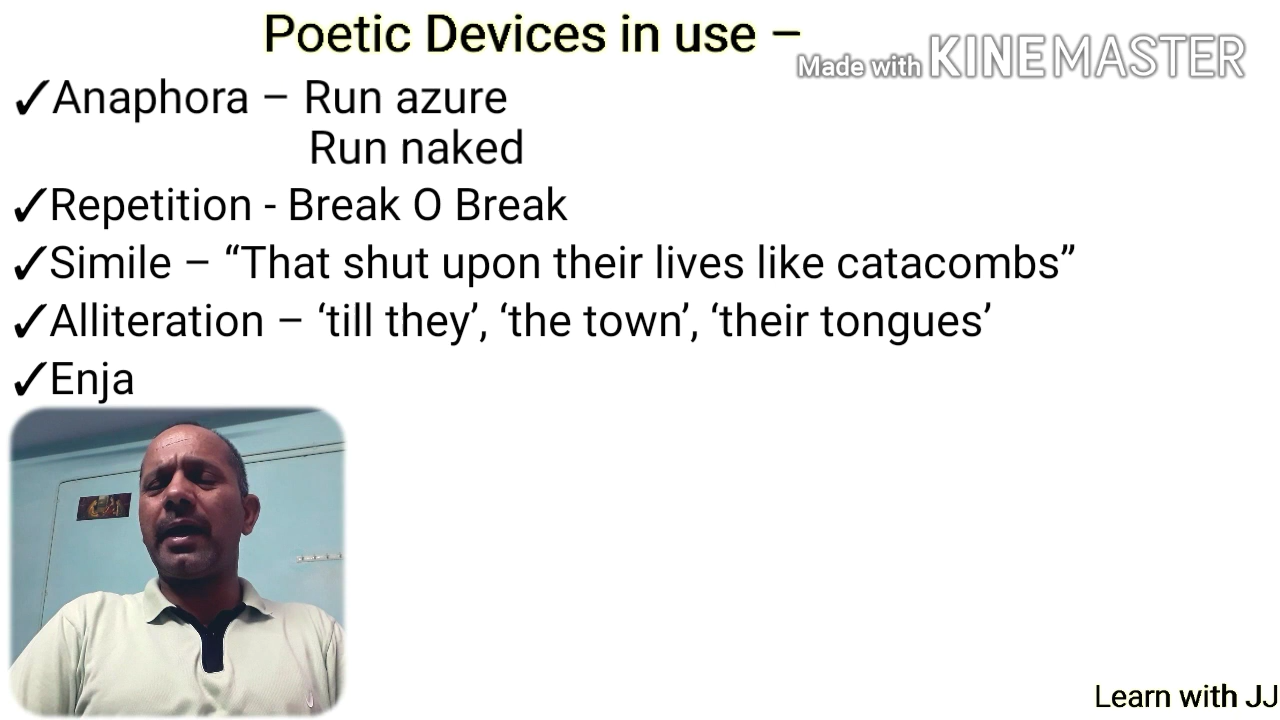 Poetic Devices in use –
Made with KINEMASTER
✓Anaphora – Run azure
Run naked
✓Repetition - Break O Break
✓Simile – “That shut upon their lives like catacombs”
✓Alliteration – ‘till they’, ‘the town’, ‘their tongues’
✓Enja
Learn with JJ